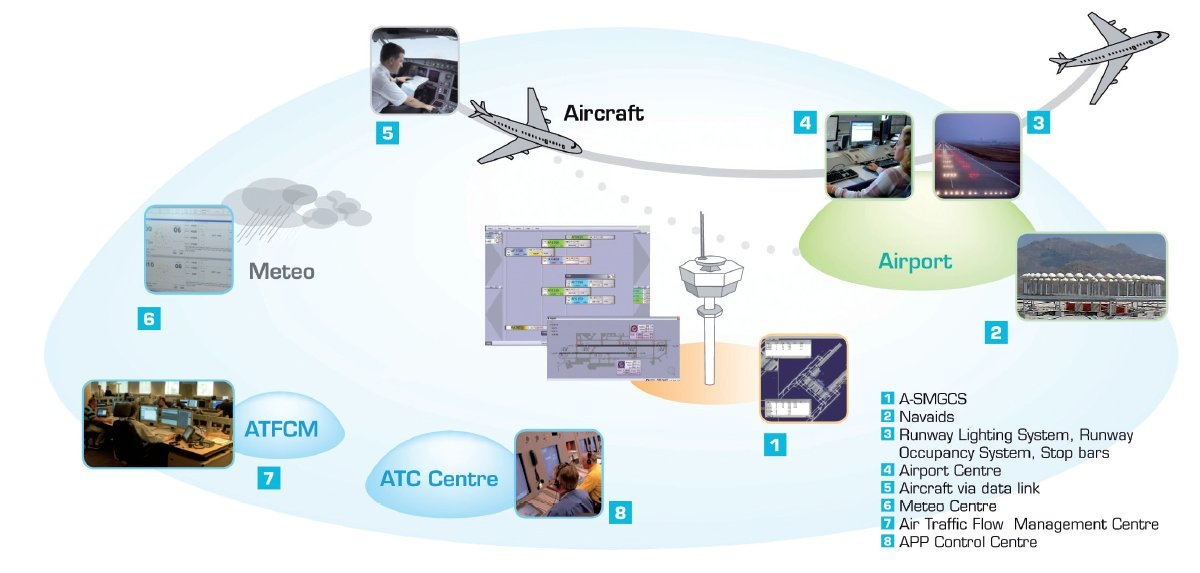 5
Aircraft
4
3
Airport
Meteo
06
06
6
2
1
ATFCM
7
ATC Centre
8
1 A-SMGCS
2 Navaids
3 Runway Lighting System, Runway
Occupancy System, Stop bars
4 Airport Centre
5 Aircraft via data link
6 Meteo Centre
7 Air Traffic Flow Management Centre
8 APP Control Centre